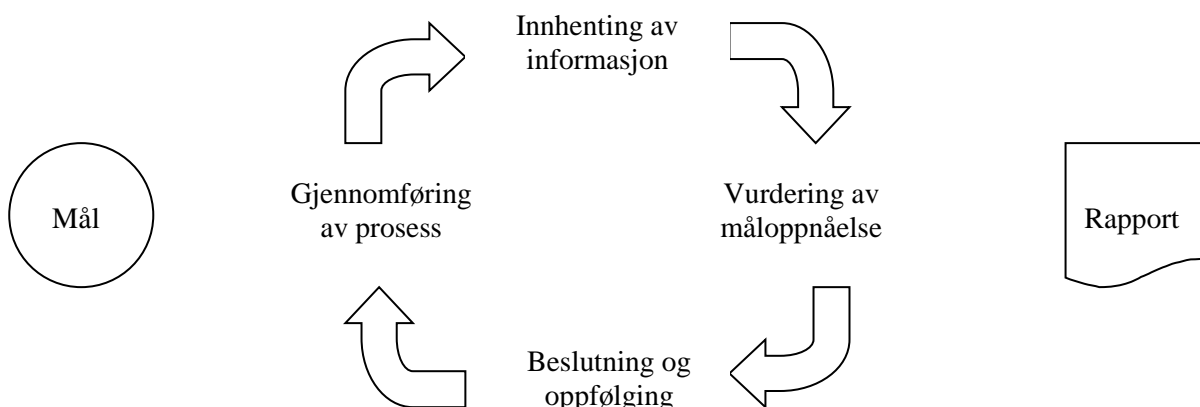 Innhenting av
informasjon
Mål
Gjennomføring
av prosess
Vurdering av
måloppnåelse
Rapport
Beslutning og
oppfølging